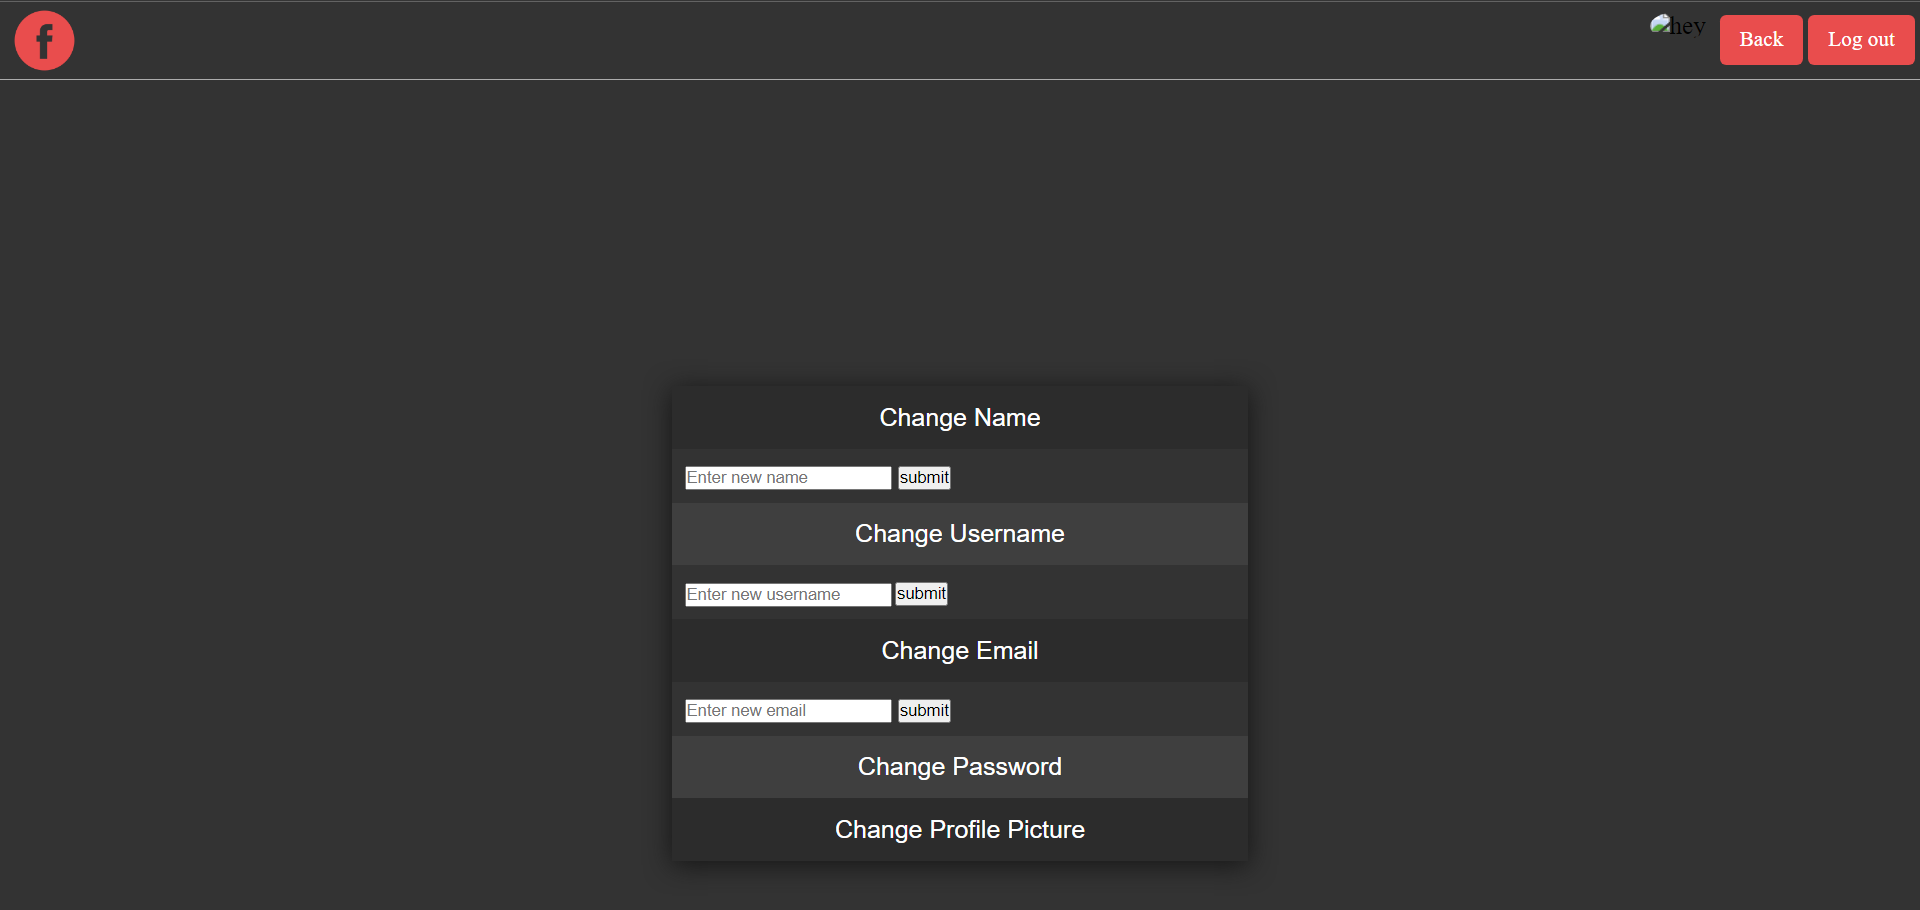 f
hey
Back
Log out
Change Name
Enter new name
submit
Change Username
Enter new username
submit
Change Email
Enter new email
submit
Change Password
Change Profile Picture